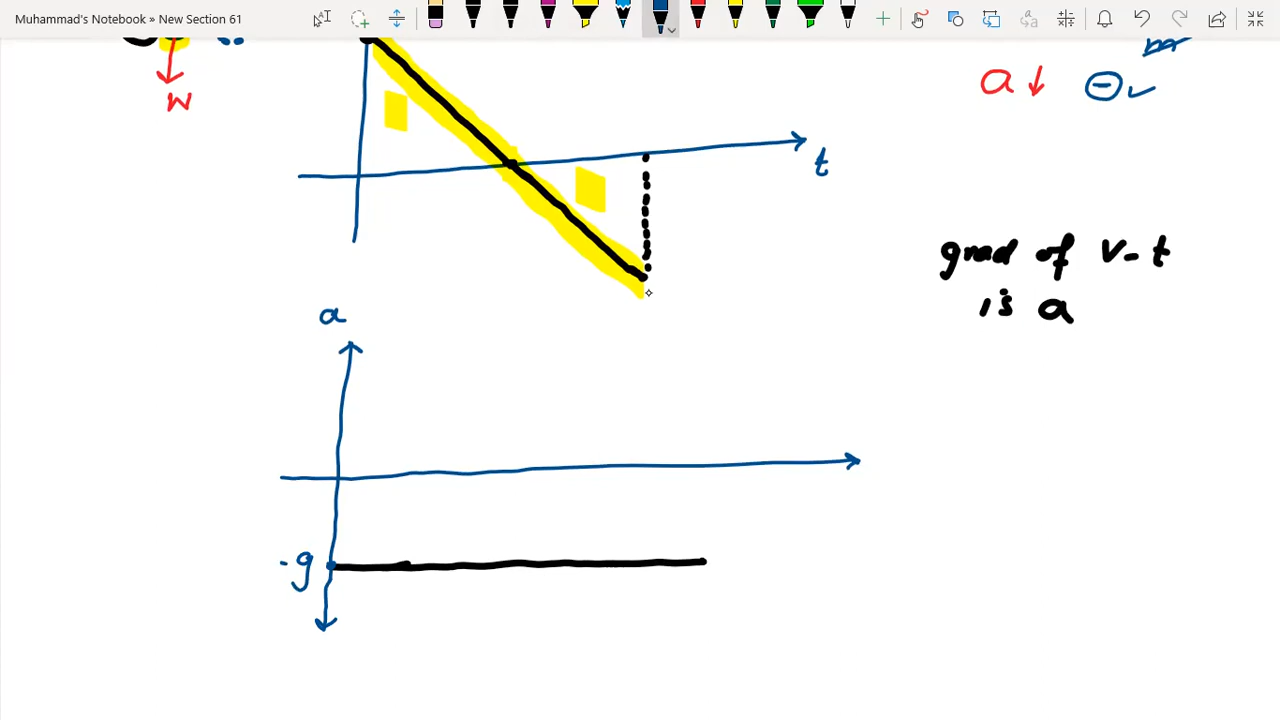 Muhammad's Notebook » New Section 61
W
a ↓ ⊖✓
t
grad of v-t
is a
a
-g